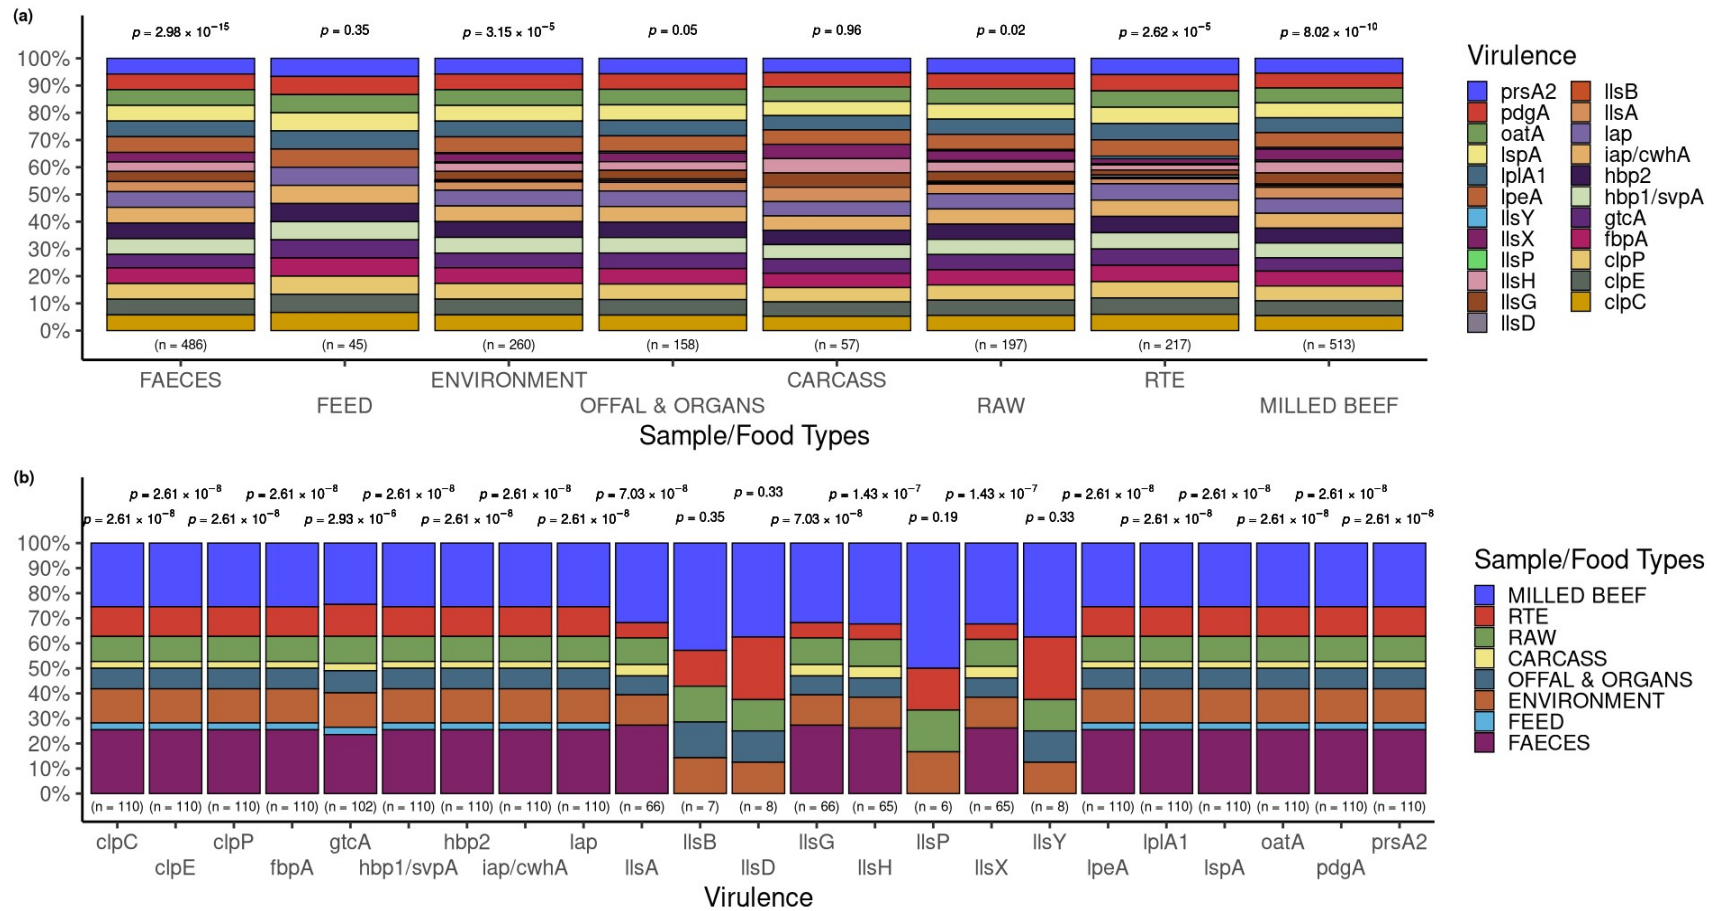 (a)
p = 2.98 × 10⁻¹⁵ p = 0.35 p = 3.15 × 10⁻⁵ p = 0.05 p = 0.96 p = 0.02 p = 2.62 × 10⁻⁵ p = 8.02 × 10⁻¹⁰
100%
90%
80%
70%
60%
50%
40%
30%
20%
10%
0%
(n = 486) (n = 45) (n = 260) (n = 158) (n = 57) (n = 197) (n = 217) (n = 513)
FAECES ENVIRONMENT CARCASS RTE
FEED OFFAL & ORGANS RAW MILLED BEEF
Sample/Food Types
Virulence
prsA2 llsB
pdgA llsA
oatA lap
lspA iap/cwhA
lplA1 hbp2
lpeA hbp1/svpA
llsY gtcA
llsX fbpA
llsP clpP
llsH clpE
llsG clpC
llsD
(b)
p = 2.61 × 10⁻⁸ p = 2.61 × 10⁻⁸ p = 2.61 × 10⁻⁸ p = 2.61 × 10⁻⁸ p = 7.03 × 10⁻⁸ p = 0.33 p = 1.43 × 10⁻⁷ p = 1.43 × 10⁻⁷ p = 2.61 × 10⁻⁸ p = 2.61 × 10⁻⁸ p = 2.61 × 10⁻⁸
p = 2.61 × 10⁻⁸ p = 2.61 × 10⁻⁸ p = 2.93 × 10⁻⁶ p = 2.61 × 10⁻⁸ p = 2.61 × 10⁻⁸ p = 0.35 p = 7.03 × 10⁻⁸ p = 0.19 p = 0.33 p = 2.61 × 10⁻⁸ p = 2.61 × 10⁻⁸ p = 2.61 × 10⁻⁸
100%
90%
80%
70%
60%
50%
40%
30%
20%
10%
0%
(n = 110) (n = 110) (n = 110) (n = 110) (n = 102) (n = 110) (n = 110) (n = 110) (n = 110) (n = 66) (n = 7) (n = 8) (n = 66) (n = 65) (n = 6) (n = 65) (n = 8) (n = 110) (n = 110) (n = 110) (n = 110) (n = 110) (n = 110)
clpC clpP gtcA hbp2 lap llsB llsG llsP llsY lplA1 oatA prsA2
clpE fbpA hbp1/svpA iap/cwhA llsA llsD llsH llsX lpeA lspA pdgA
Virulence
Sample/Food Types
MILLED BEEF
RTE
RAW
CARCASS
OFFAL & ORGANS
ENVIRONMENT
FEED
FAECES